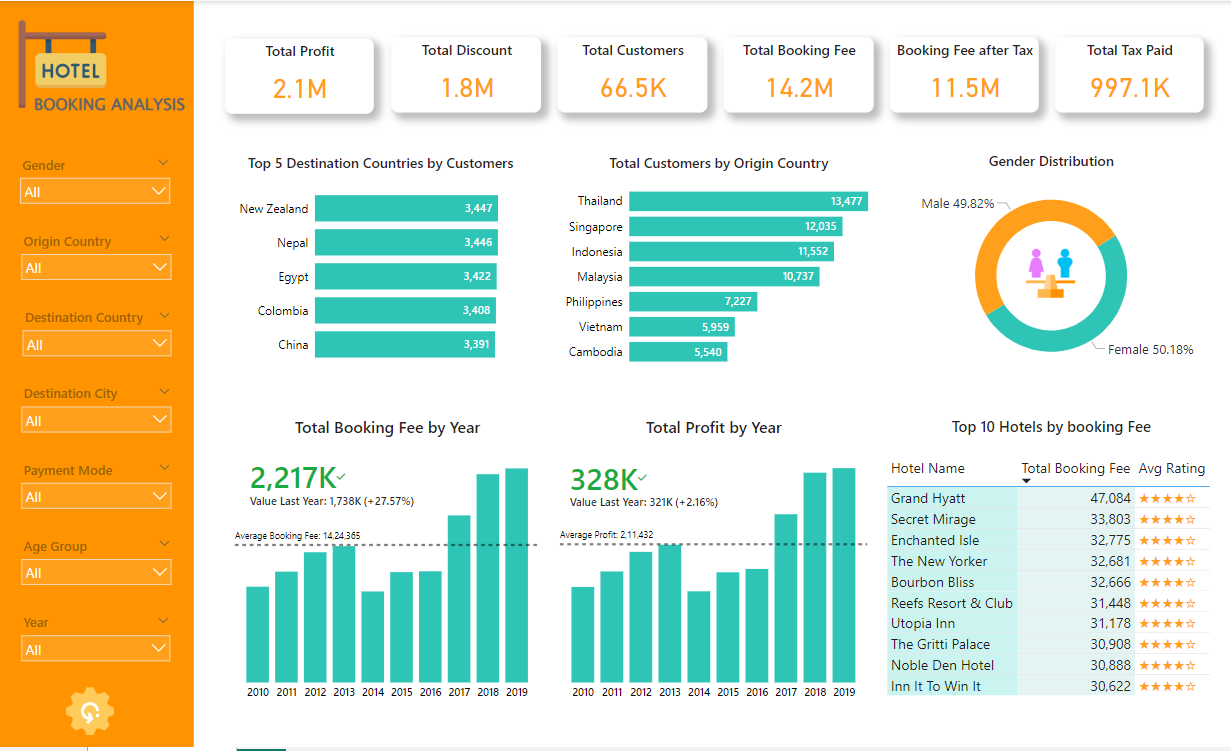 HOTEL
BOOKING ANALYSIS
Gender
All
Origin Country
All
Destination Country
All
Destination City
All
Payment Mode
All
Age Group
All
Year
All
Total Profit
2.1M
Total Discount
1.8M
Total Customers
66.5K
Total Booking Fee
14.2M
Booking Fee after Tax
11.5M
Total Tax Paid
997.1K
Top 5 Destination Countries by Customers
New Zealand 3,447
Nepal 3,446
Egypt 3,422
Colombia 3,408
China 3,391
Total Customers by Origin Country
Thailand 13,477
Singapore 12,035
Indonesia 11,552
Malaysia 10,737
Philippines 7,227
Vietnam 5,959
Cambodia 5,540
Gender Distribution
Male 49.82%
Female 50.18%
Total Booking Fee by Year
2,217K
Value Last Year: 1,738K (+27.57%)
Average Booking Fee: 14,24,365
2010 2011 2012 2013 2014 2015 2016 2017 2018 2019
Total Profit by Year
328K
Value Last Year: 321K (+2.16%)
Average Profit: 2,11,432
2010 2011 2012 2013 2014 2015 2016 2017 2018 2019
Top 10 Hotels by booking Fee
Hotel Name Total Booking Fee Avg Rating
Grand Hyatt 47,084 ★★★★☆
Secret Mirage 33,803 ★★★★☆
Enchanted Isle 32,775 ★★★★☆
The New Yorker 32,681 ★★★★☆
Bourbon Bliss 32,666 ★★★★☆
Reefs Resort & Club 31,448 ★★★★☆
Utopia Inn 31,178 ★★★★☆
The Gritti Palace 30,908 ★★★★☆
Noble Den Hotel 30,888 ★★★★☆
Inn It To Win It 30,622 ★★★★☆